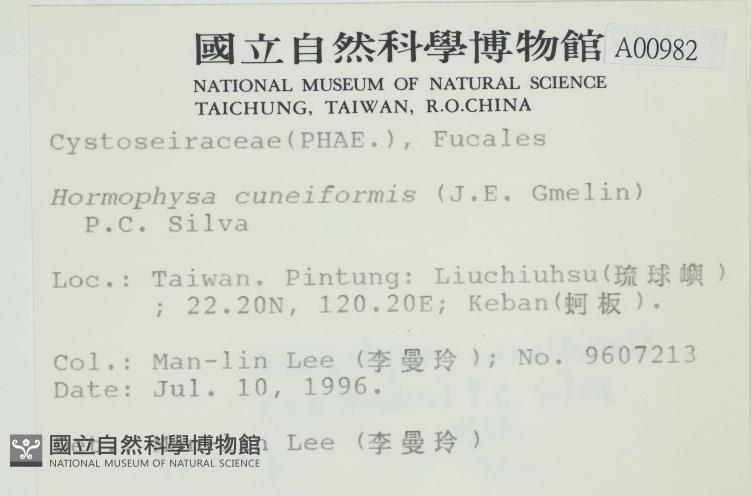 國立自然科學博物館
A00982
NATIONAL MUSEUM OF NATURAL SCIENCE
TAICHUNG, TAIWAN, R.O.CHINA
Cystoseiraceae(PHAE.), Fucales
Hormophysa cuneiformis (J.E. Gmelin)
P.C. Silva
Loc.: Taiwan. Pintung: Liuchiuhsu(琉球嶼)
; 22.20N, 120.20E; Keban(蚵板).
Col.: Man-lin Lee (李曼玲); No. 9607213
Date: Jul. 10, 1996.
Lee (李曼玲)
國立自然科學博物館
NATIONAL MUSEUM OF NATURAL SCIENCE